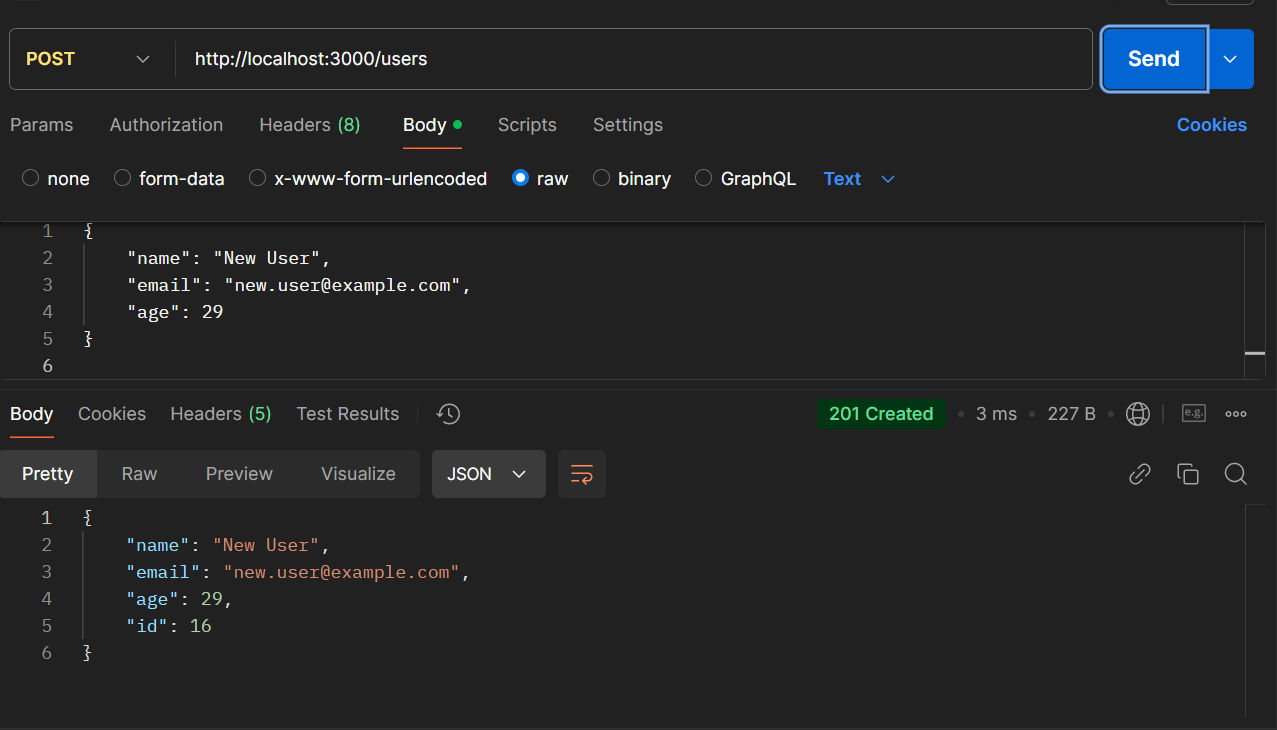 POST http://localhost:3000/users Send
Params Authorization Headers (8) Body Scripts Settings Cookies
none form-data x-www-form-urlencoded raw binary GraphQL Text
1 {
2 "name": "New User",
3 "email": "new.user@example.com",
4 "age": 29
5 }
6
Body Cookies Headers (5) Test Results 201 Created 3 ms 227 B e.g.
Pretty Raw Preview Visualize JSON
1 {
2 "name": "New User",
3 "email": "new.user@example.com",
4 "age": 29,
5 "id": 16
6 }